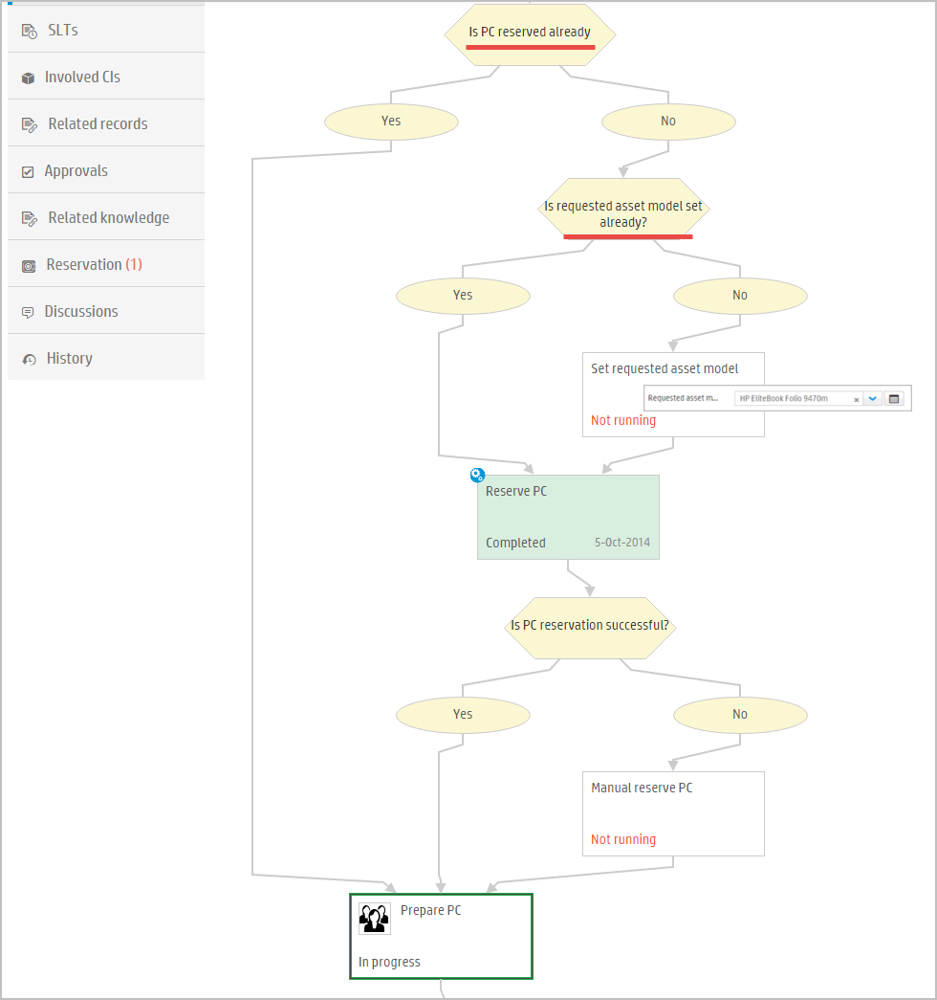 SLTs
Involved CIs
Related records
Approvals
Related knowledge
Reservation (1)
Discussions
History
Is PC reserved already
Yes
No
Is requested asset model set
already?
Yes
No
Set requested asset model
Requested asset m...
HP EliteBook Folio 9470m
Not running
Reserve PC
Completed
5-Oct-2014
Is PC reservation successful?
Yes
No
Manual reserve PC
Not running
Prepare PC
In progress